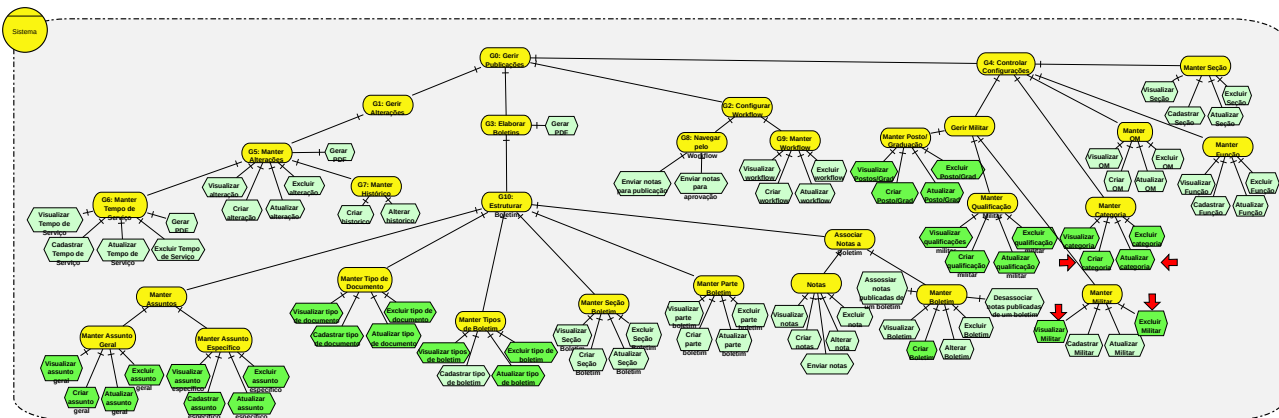 Sistema
G0: Gerir
Publicações
G4: Controlar
Configurações
Manter Seção
Visualizar
Seção
Excluir
Seção
Cadastrar
Seção
Atualizar
Seção
G1: Gerir
Alterações
G2: Configurar
Workflow
G3: Elaborar
Boletins
Gerar
PDF
G8: Navegar
pelo
Workflow
G9: Manter
Workflow
Enviar notas
para publicação
Enviar notas
para
aprovação
Visualizar
workflow
Excluir
workflow
Criar
workflow
Atualizar
workflow
Manter Posto/
Graduação
Gerir Militar
Visualizar
Postos/Grad
Excluir
Posto/Grad
Criar
Posto/Grad
Atualizar
Posto/Grad
Manter
OM
Visualizar
OM
Excluir
OM
Criar
OM
Atualizar
OM
Manter
Função
Visualizar
Função
Excluir
Função
Cadastrar
Função
Atualizar
Função
G5: Manter
Alterações
Gerar
PDF
Visualizar
alteração
Excluir
alteração
Criar
alteração
Atualizar
alteração
G7: Manter
Histórico
Criar
historico
Alterar
historico
G6: Manter
Tempo de
Serviço
Visualizar
Tempo de
Serviço
Gerar
PDF
Cadastrar
Tempo de
Serviço
Atualizar
Tempo de
Serviço
Excluir Tempo
de Serviço
G10:
Estruturar
Boletim
Manter
Qualificação
Militar
Visualizar
qualificações
militar
Excluir
qualificação
militar
Criar
qualificação
militar
Atualizar
qualificação
militar
Manter
Categoria
Visualizar
categoria
Excluir
categoria
Criar
categoria
Atualizar
categoria
Associar
Notas a
Boletim
Manter
Assuntos
Manter Tipo de
Documento
Visualizar tipo
de documento
Excluir tipo de
documento
Cadastrar tipo
de documento
Atualizar tipo
de documento
Manter Tipos
de Boletim
Visualizar tipos
de boletim
Excluir tipo de
boletim
Cadastrar tipo
de boletim
Atualizar tipo
de boletim
Manter Seção
Boletim
Visualizar
Seção
Boletim
Excluir
Seção
Boletim
Criar
Seção
Boletim
Atualizar
Seção
Boletim
Manter Parte
Boletim
Visualizar
parte
boletim
Excluir
parte
boletim
Criar
parte
boletim
Atualizar
parte
boletim
Notas
Visualizar
notas
Excluir
nota
Criar
notas
Alterar
nota
Enviar notas
Assossiar
notas
publicadas de
um boletim
Manter
Boletim
Desassociar
notas publicadas
de um boletim
Visualizar
Boletim
Excluir
Boletim
Criar
Boletim
Alterar
Boletim
Manter
Militar
Visualizar
Militar
Excluir
Militar
Cadastrar
Militar
Atualizar
Militar
Manter Assunto
Geral
Visualizar
assunto
geral
Excluir
assunto
geral
Criar
assunto
geral
Atualizar
assunto
geral
Manter Assunto
Específico
Visualizar
assunto
específico
Excluir
assunto
específico
Cadastrar
assunto
específico
Atualizar
assunto
específico